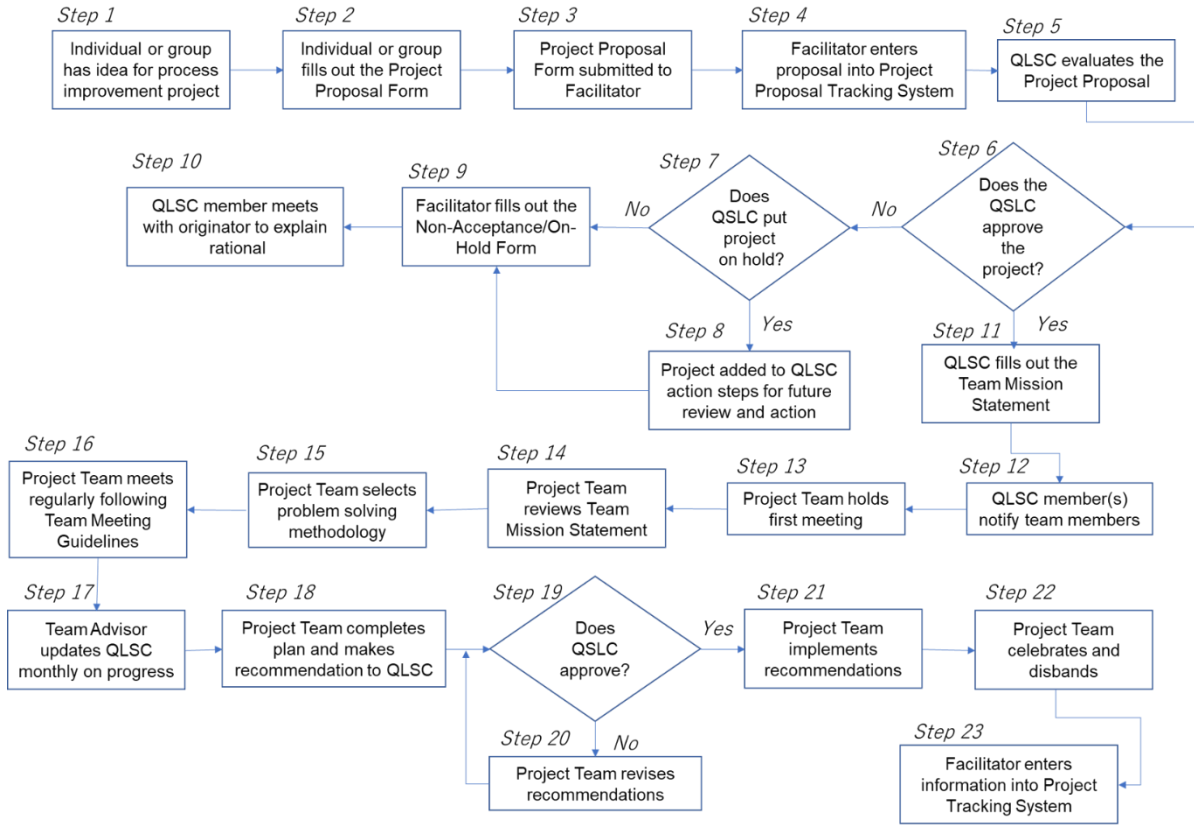 Step 1
Individual or group
has idea for process
improvement project
Step 2
Individual or group
fills out the Project
Proposal Form
Step 3
Project Proposal
Form submitted to
Facilitator
Step 4
Facilitator enters
proposal into Project
Proposal Tracking System
Step 5
QLSC evaluates the
Project Proposal
Step 6
Does the
QSLC
approve
the
project?
No
Yes
Step 7
Does
QSLC put
project
on hold?
No
Yes
Step 8
Project added to QLSC
action steps for future
review and action
Step 9
Facilitator fills out the
Non-Acceptance/On-
Hold Form
Step 10
QLSC member meets
with originator to explain
rational
Step 11
QLSC fills out the
Team Mission
Statement
Step 12
QLSC member(s)
notify team members
Step 13
Project Team holds
first meeting
Step 14
Project Team
reviews Team
Mission Statement
Step 15
Project Team selects
problem solving
methodology
Step 16
Project Team meets
regularly following
Team Meeting
Guidelines
Step 17
Team Advisor
updates QLSC
monthly on progress
Step 18
Project Team completes
plan and makes
recommendation to QLSC
Step 19
Does
QSLC
approve?
Yes
No
Step 20
Project Team revises
recommendations
Step 21
Project Team
implements
recommendations
Step 22
Project Team
celebrates and
disbands
Step 23
Facilitator enters
information into Project
Tracking System